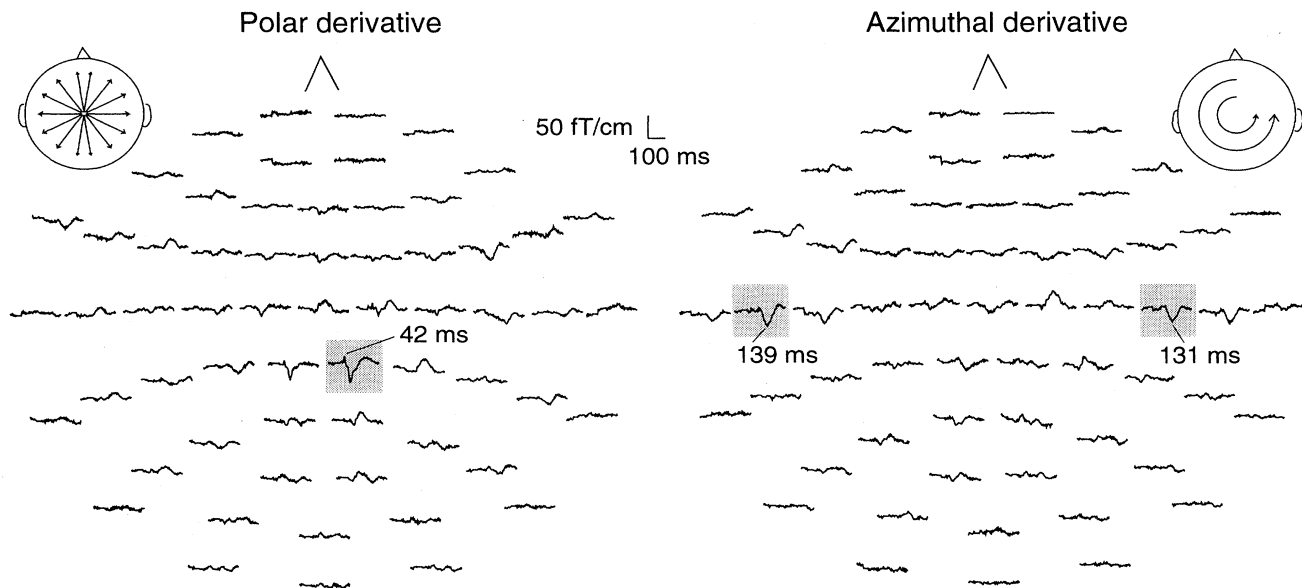 Polar derivative
Azimuthal derivative
50 fT/cm
100 ms
42 ms
139 ms
131 ms